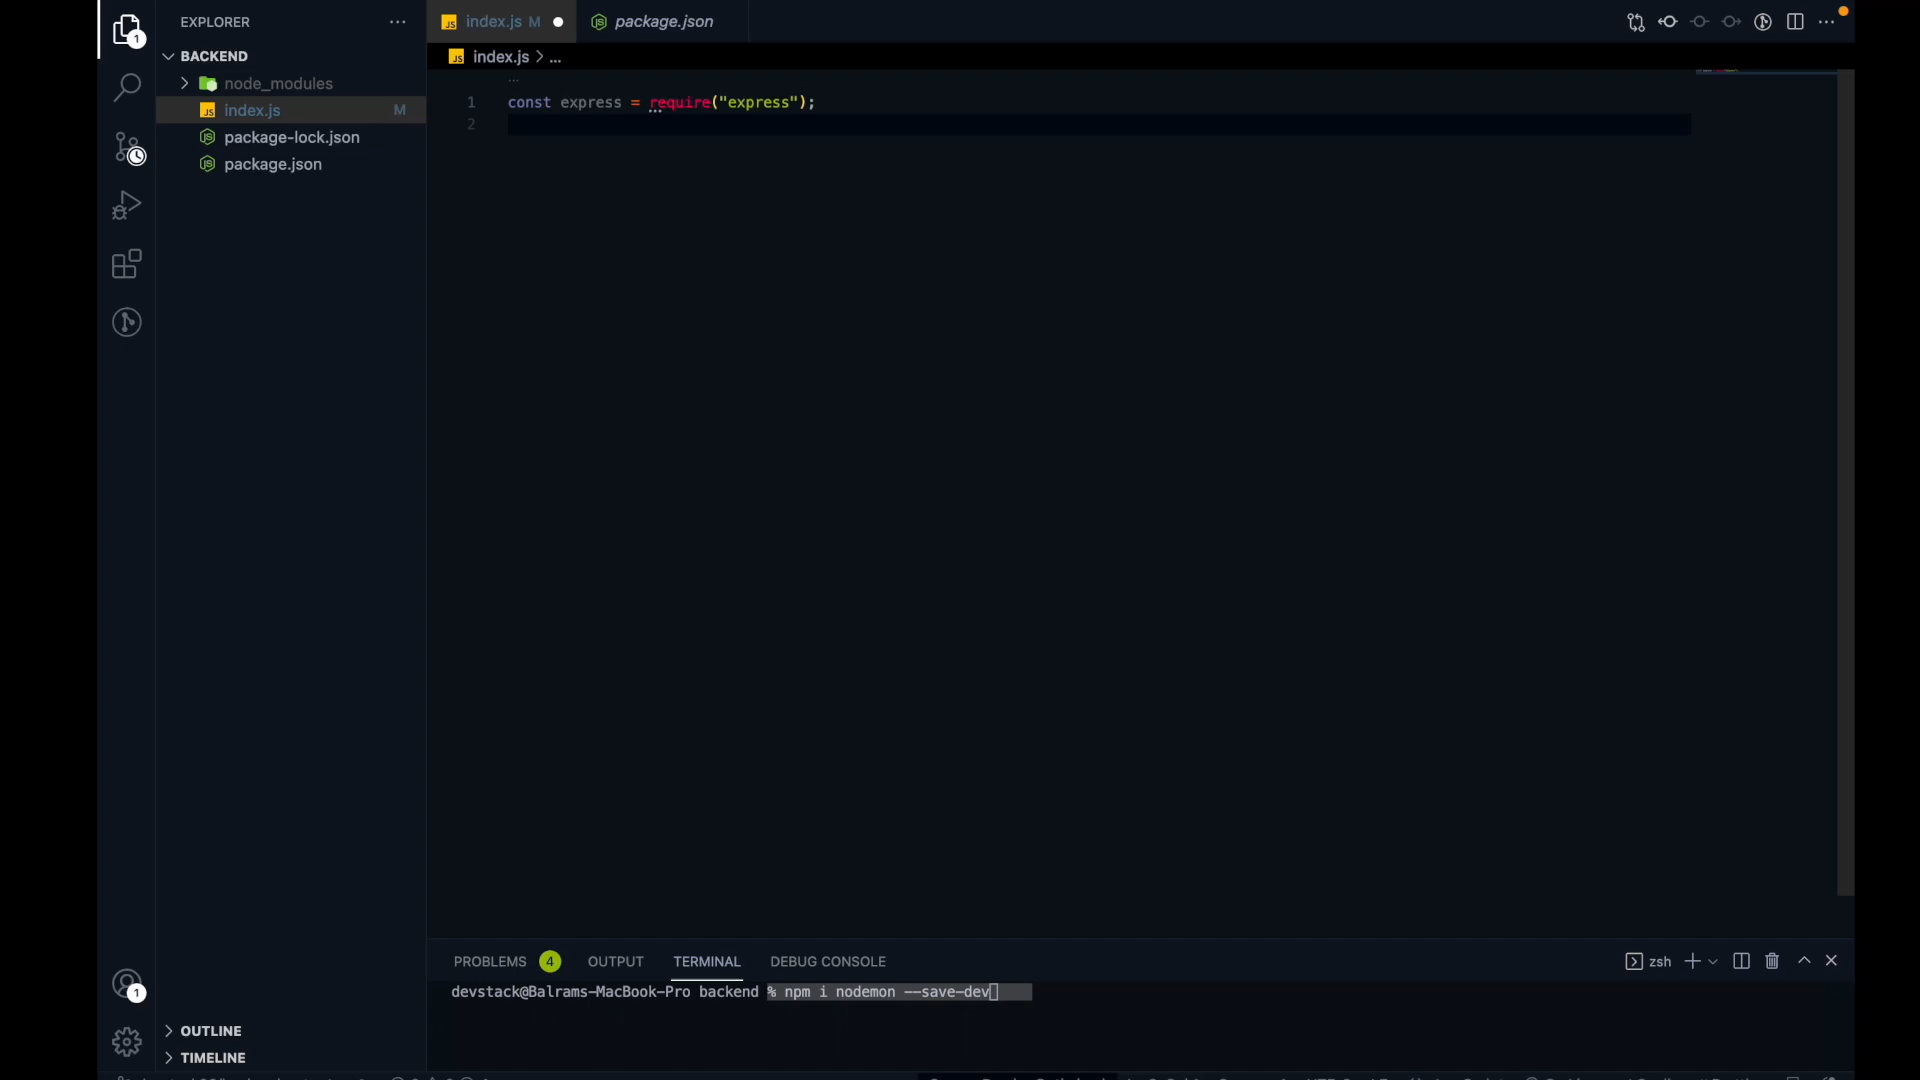 EXPLORER
index.js M
package.json
1
BACKEND
index.js > ...
node_modules
...
1 const express = require("express");
index.js M
2
package-lock.json
package.json
PROBLEMS 4 OUTPUT TERMINAL DEBUG CONSOLE
zsh
devstack@Balrams-MacBook-Pro backend % npm i nodemon --save-dev
1
OUTLINE
TIMELINE